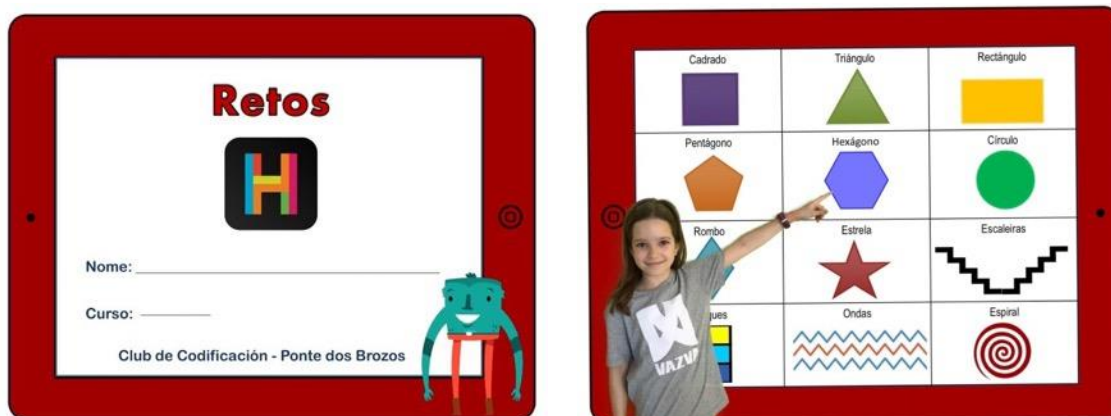 Retos
H
Nome:
Curso:
Club de Codificación - Ponte dos Brozos
Cadrado
Triángulo
Rectángulo
Pentágono
Hexágono
Círculo
Rombo
Estrela
Escaleiras
Ondas
Espiral
VAZVA